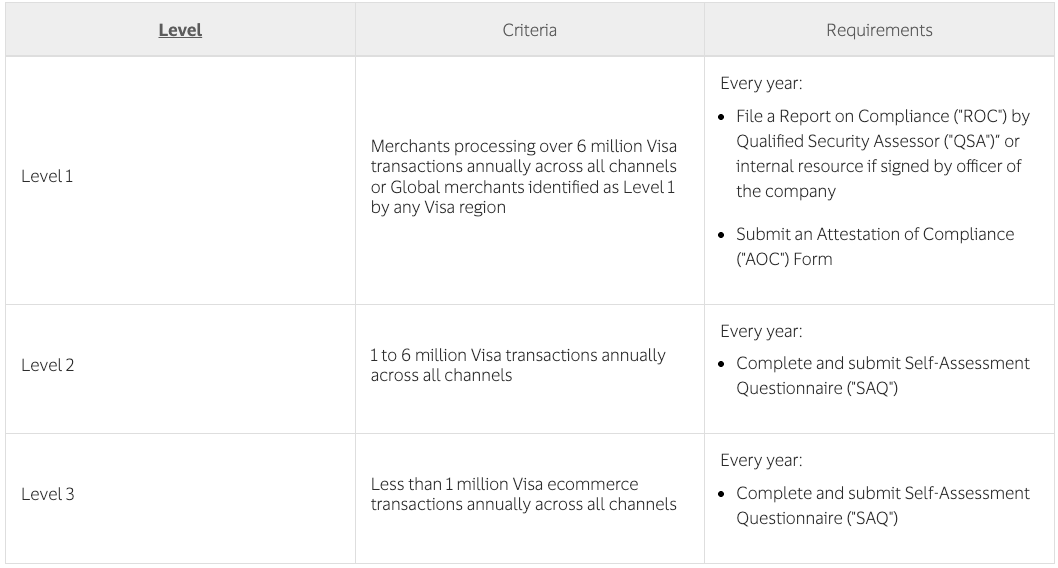 Level
Criteria
Requirements
Level 1
Merchants processing over 6 million Visa
transactions annually across all channels
or Global merchants identified as Level 1
by any Visa region
Every year:
• File a Report on Compliance ("ROC") by
Qualified Security Assessor ("QSA")” or
internal resource if signed by officer of
the company
• Submit an Attestation of Compliance
("AOC") Form
Level 2
1 to 6 million Visa transactions annually
across all channels
Every year:
• Complete and submit Self-Assessment
Questionnaire ("SAQ")
Level 3
Less than 1 million Visa ecommerce
transactions annually across all channels
Every year:
• Complete and submit Self-Assessment
Questionnaire ("SAQ")